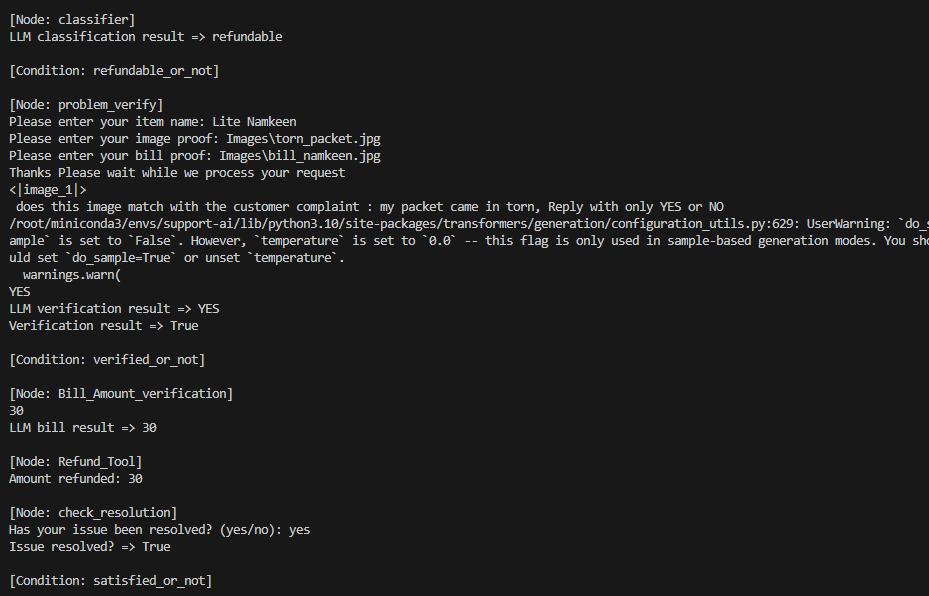 [Node: classifier]
LLM classification result => refundable
[Condition: refundable_or_not]
[Node: problem_verify]
Please enter your item name: Lite Namkeen
Please enter your image proof: Images\torn_packet.jpg
Please enter your bill proof: Images\bill_namkeen.jpg
Thanks Please wait while we process your request
<|image_1|>
does this image match with the customer complaint : my packet came in torn, Reply with only YES or NO
/root/miniconda3/envs/support-ai/lib/python3.10/site-packages/transformers/generation/configuration_utils.py:629: UserWarning: `do_s
ample` is set to `False`. However, `temperature` is set to `0.0` -- this flag is only used in sample-based generation modes. You sho
uld set `do_sample=True` or unset `temperature`.
warnings.warn(
YES
LLM verification result => YES
Verification result => True
[Condition: verified_or_not]
[Node: Bill_Amount_verification]
30
LLM bill result => 30
[Node: Refund_Tool]
Amount refunded: 30
[Node: check_resolution]
Has your issue been resolved? (yes/no): yes
Issue resolved? => True
[Condition: satisfied_or_not]